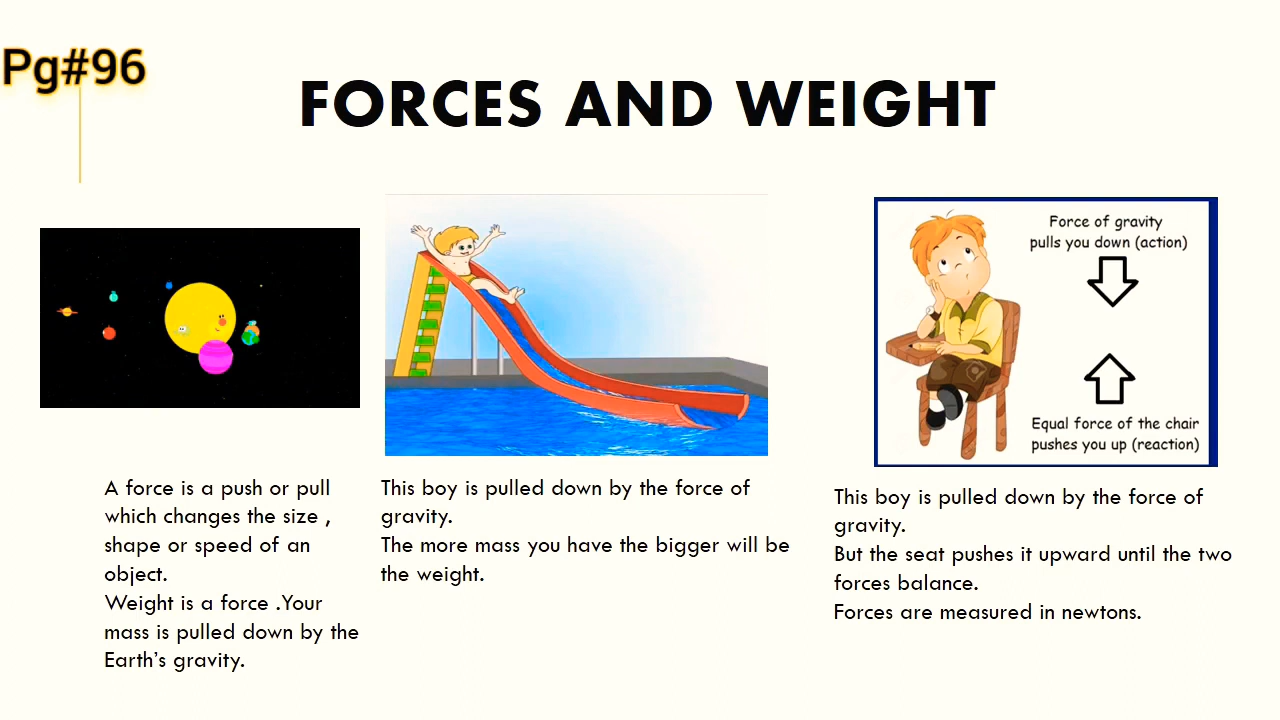 Pg#96
FORCES AND WEIGHT
A force is a push or pull
which changes the size ,
shape or speed of an
object.
Weight is a force .Your
mass is pulled down by the
Earth's gravity.
This boy is pulled down by the force of
gravity.
The more mass you have the bigger will be
the weight.
Force of gravity
pulls you down (action)
Equal force of the chair
pushes you up (reaction)
This boy is pulled down by the force of
gravity.
But the seat pushes it upward until the two
forces balance.
Forces are measured in newtons.